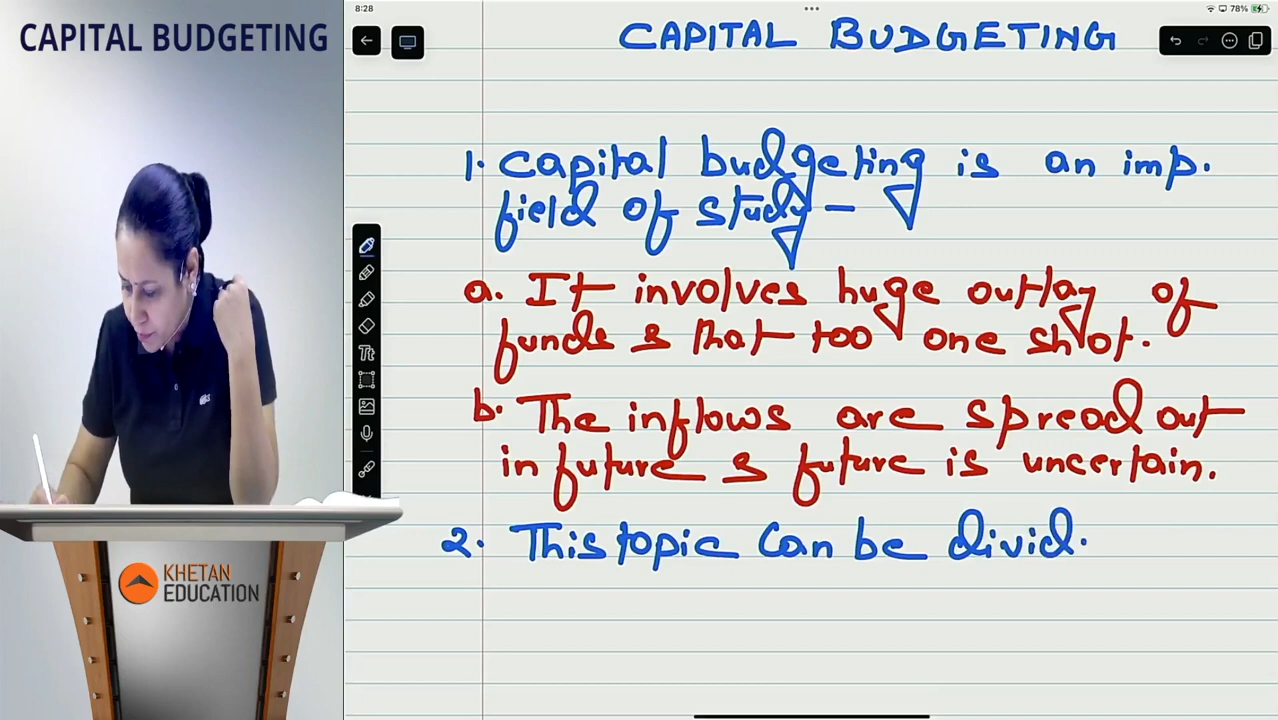 CAPITAL BUDGETING
8:28
78%
CAPITAL BUDGETING
1. Capital budgeting is an imp.
field of study -
a. It involves huge outlay of
funds & that too one shot.
b. The inflows are spread out
in future & future is uncertain.
2. This topic can be divid.
Tt
KHETAN
EDUCATION